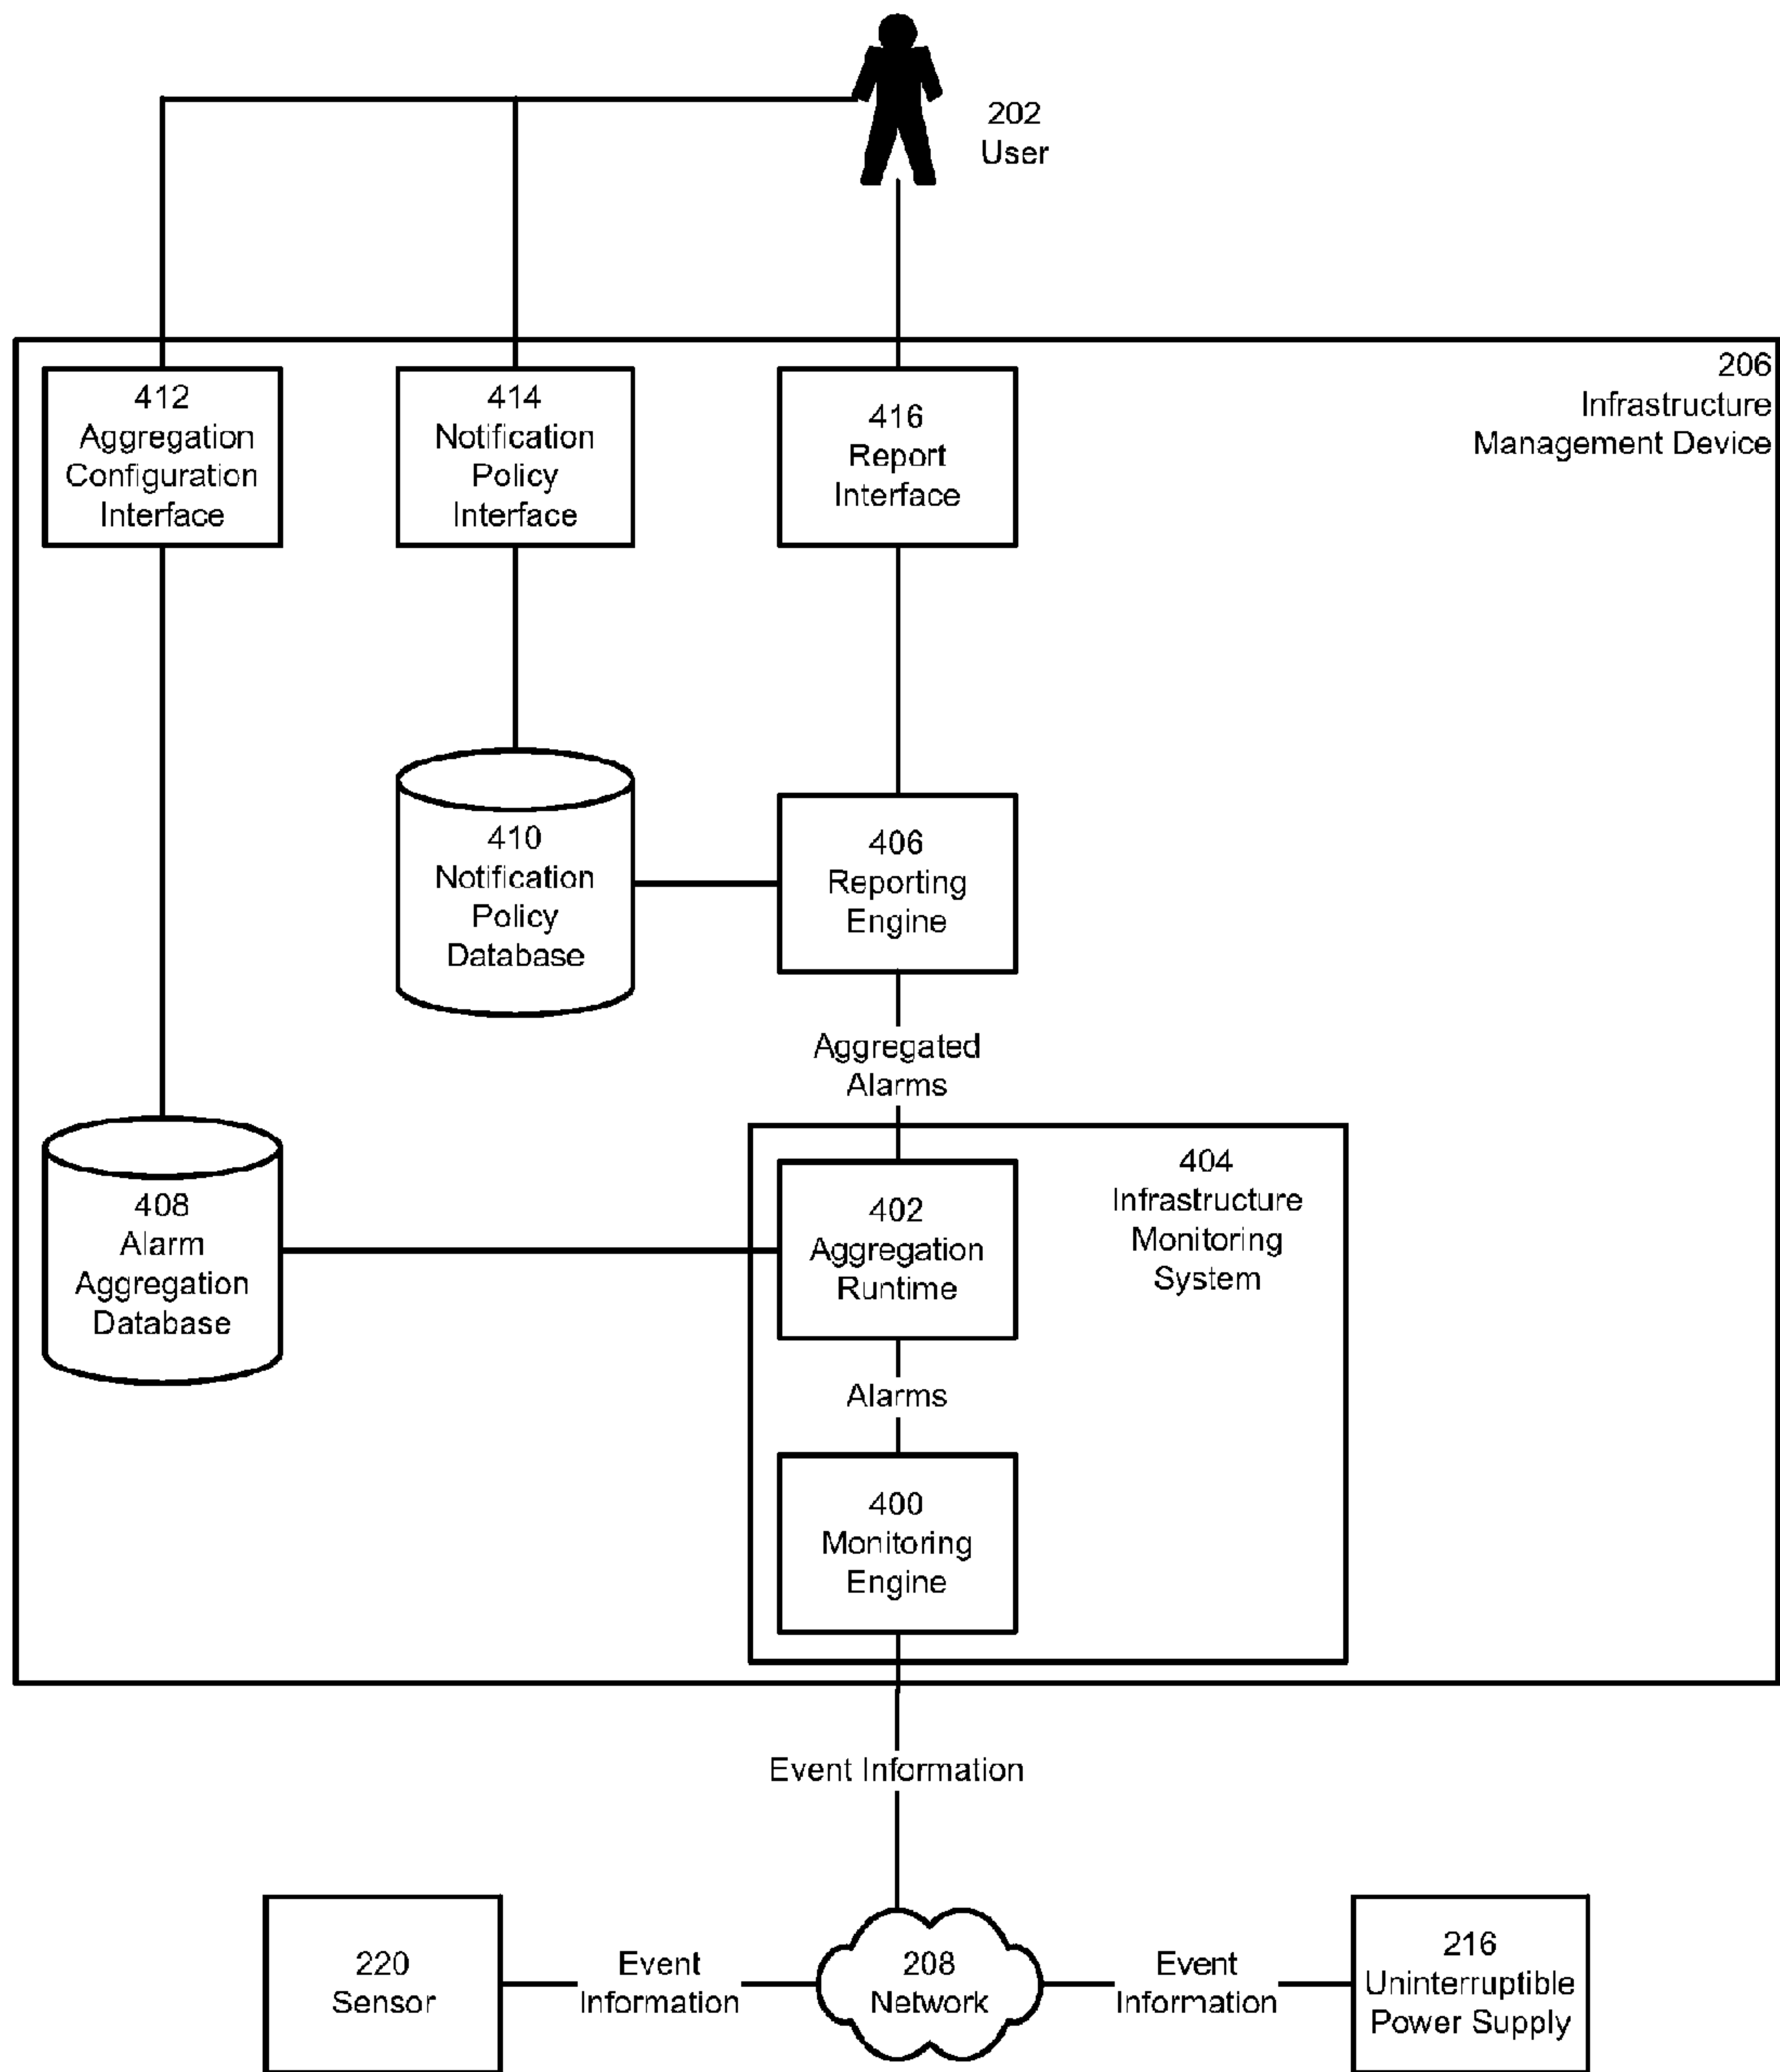 202
User
206
Infrastructure
Management Device
412
Aggregation
Configuration
Interface
414
Notification
Policy
Interface
416
Report
Interface
410
Notification
Policy
Database
406
Reporting
Engine
Aggregated
Alarms
408
Alarm
Aggregation
Database
402
Aggregation
Runtime
404
Infrastructure
Monitoring
System
Alarms
400
Monitoring
Engine
Event Information
220
Sensor
Event
Information
208
Network
Event
Information
216
Uninterruptible
Power Supply